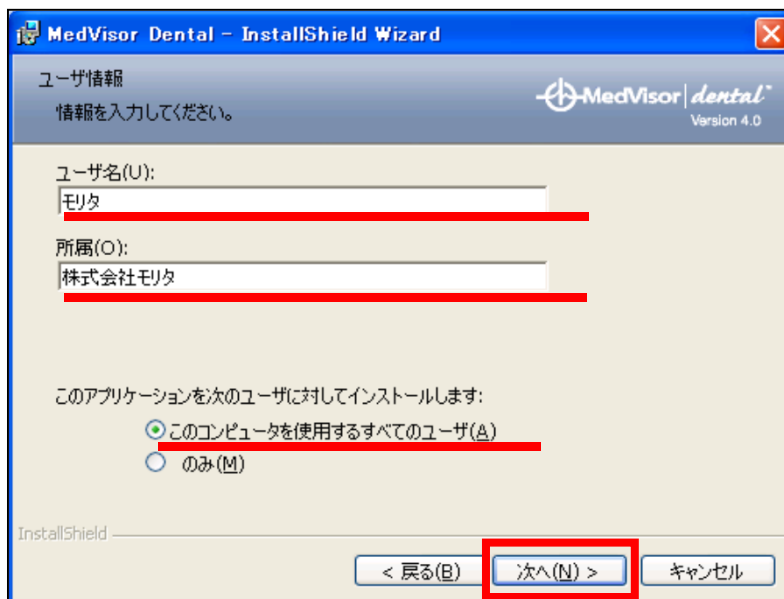 MedVisor Dental - InstallShield Wizard
ユーザ情報
情報を入力してください。
MedVisor dental™
Version 4.0
ユーザ名(U):
モリタ
所属(O):
株式会社モリタ
このアプリケーションを次のユーザに対してインストールします:
このコンピュータを使用するすべてのユーザ(A)
のみ(M)
InstallShield
< 戻る(B) 次へ(N) > キャンセル